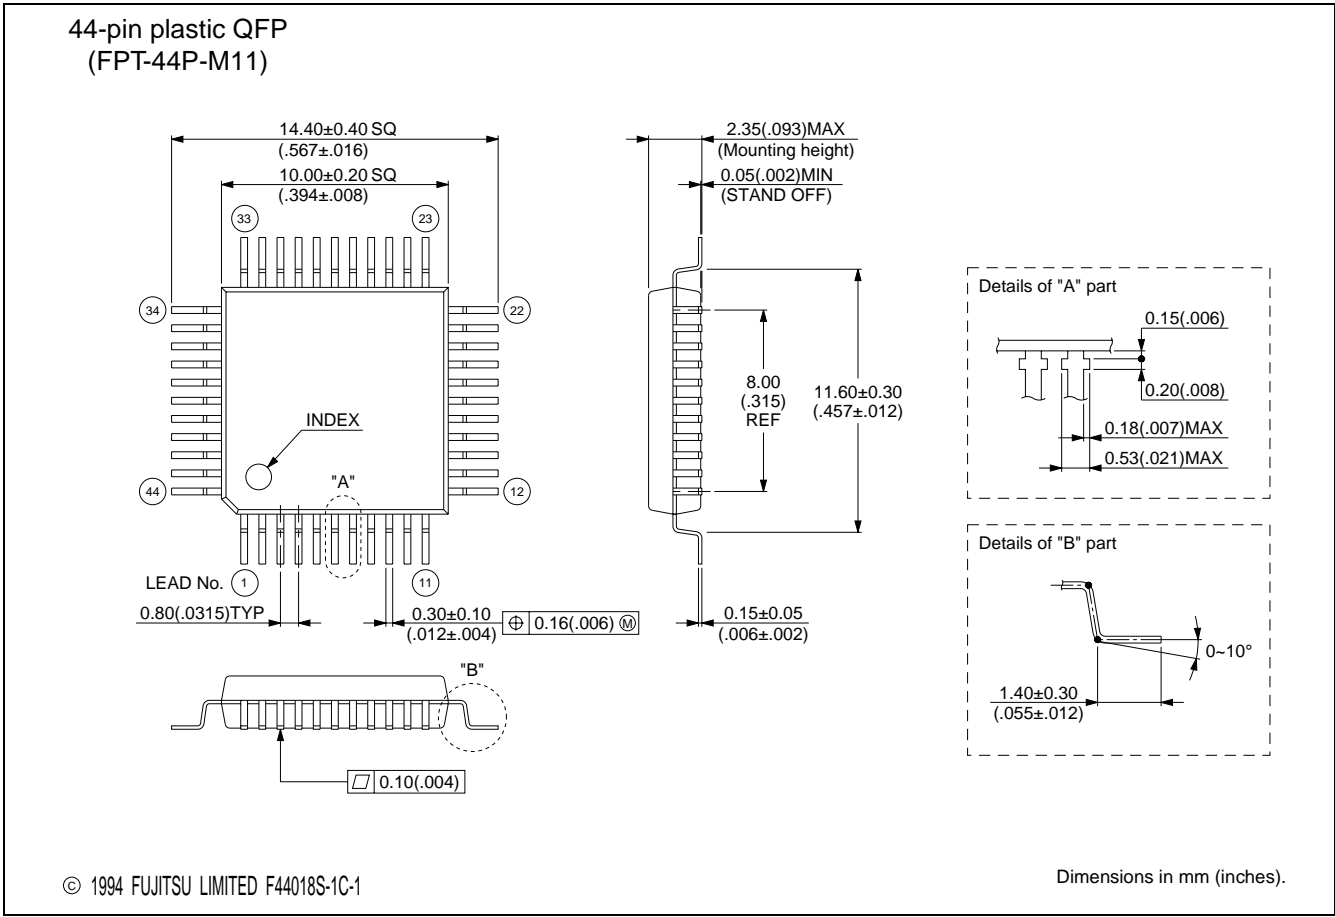 44-pin plastic QFP
(FPT-44P-M11)
14.40±0.40 SQ
(.567±.016)
10.00±0.20 SQ
(.394±.008)
2.35(.093)MAX
(Mounting height)
0.05(.002)MIN
(STAND OFF)
33
23
34
22
INDEX
"A"
44
12
LEAD No.
1
11
0.80(.0315)TYP
0.30±0.10
(.012±.004)
0.16(.006) Ⓜ
8.00
(.315)
REF
11.60±0.30
(.457±.012)
0.15±0.05
(.006±.002)
Details of "A" part
0.15(.006)
0.20(.008)
0.18(.007)MAX
0.53(.021)MAX
Details of "B" part
0~10°
1.40±0.30
(.055±.012)
"B"
0.10(.004)
© 1994 FUJITSU LIMITED F44018S-1C-1
Dimensions in mm (inches).